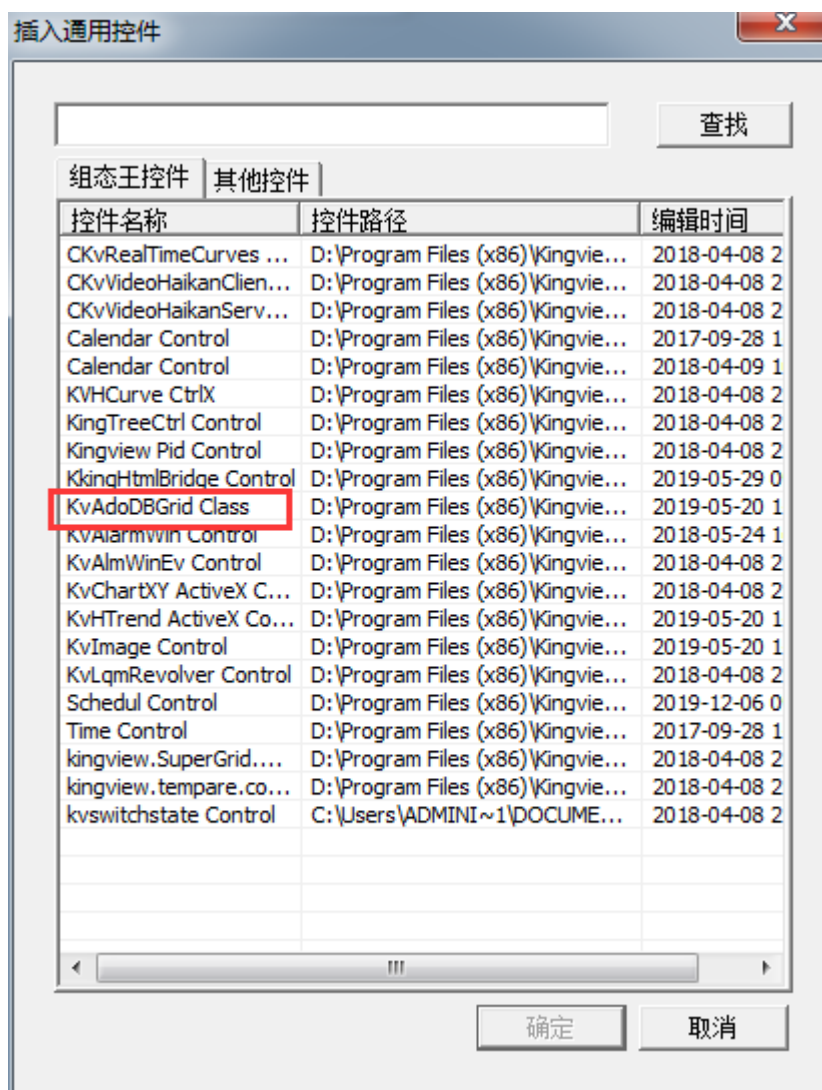 插入通用控件
查找
组态王控件 其他控件
控件名称 控件路径 编辑时间
CKvRealTimeCurves ... D:\Program Files (x86)\Kingvie... 2018-04-08 2
CKvVideoHaikanClien... D:\Program Files (x86)\Kingvie... 2018-04-08 2
CKvVideoHaikanServ... D:\Program Files (x86)\Kingvie... 2018-04-08 2
Calendar Control D:\Program Files (x86)\Kingvie... 2017-09-28 1
Calendar Control D:\Program Files (x86)\Kingvie... 2018-04-09 1
KVHCurve CtrlX D:\Program Files (x86)\Kingvie... 2018-04-08 2
KingTreeCtrl Control D:\Program Files (x86)\Kingvie... 2018-04-08 2
Kingview Pid Control D:\Program Files (x86)\Kingvie... 2018-04-08 2
KkingHtmlBridge Control D:\Program Files (x86)\Kingvie... 2019-05-29 0
KvAdoDBGrid Class D:\Program Files (x86)\Kingvie... 2019-05-20 1
KvAlarmWin Control D:\Program Files (x86)\Kingvie... 2018-05-24 1
KvAlmWinEv Control D:\Program Files (x86)\Kingvie... 2018-04-08 2
KvChartXY ActiveX C... D:\Program Files (x86)\Kingvie... 2018-04-08 2
KvHTrend ActiveX Co... D:\Program Files (x86)\Kingvie... 2019-05-20 1
KvImage Control D:\Program Files (x86)\Kingvie... 2019-05-20 1
KvLqmRevolver Control D:\Program Files (x86)\Kingvie... 2018-04-08 2
Schedul Control D:\Program Files (x86)\Kingvie... 2019-12-06 0
Time Control D:\Program Files (x86)\Kingvie... 2017-09-28 1
kingview.SuperGrid.... D:\Program Files (x86)\Kingvie... 2018-04-08 2
kingview.tempare.co... D:\Program Files (x86)\Kingvie... 2018-04-08 2
kvswitchstate Control C:\Users\ADMINI~1\DOCUME... 2018-04-08 2
确定 取消